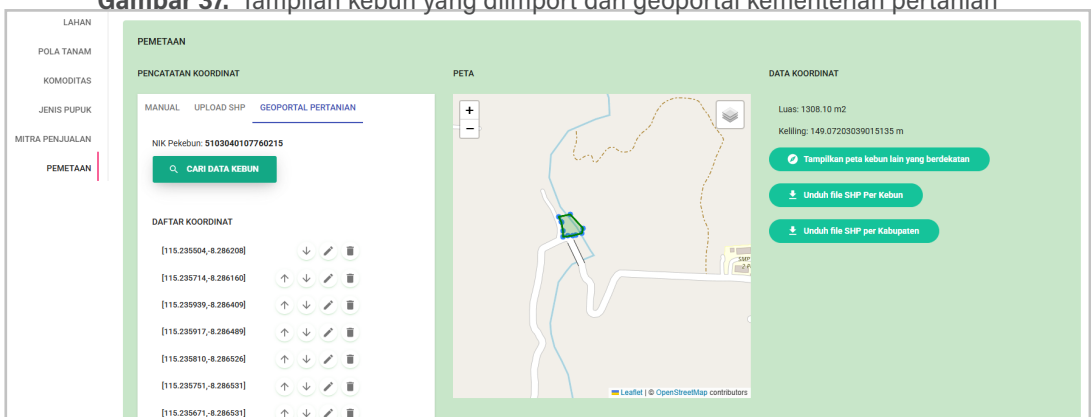 Gambar 37. Tampilan kebun yang diimport dari geoportal kementerian pertanian
LAHAN
POLA TANAM
KOMODITAS
JENIS PUPUK
MITRA PENJUALAN
PEMETAAN
PEMETAAN
PENCATATAN KOORDINAT
MANUAL UPLOAD SHP GEOPORTAL PERTANIAN
NIK Pekebun: 5103040107760215
CARI DATA KEBUN
DAFTAR KOORDINAT
[115.235504,-8.286208]
[115.235714,-8.286160]
[115.235939,-8.286409]
[115.235917,-8.286489]
[115.235810,-8.286526]
[115.235751,-8.286531]
[115.235671,-8.286531]
PETA
+
−
SMP
Leaflet | © OpenStreetMap contributors
DATA KOORDINAT
Luas: 1308.10 m2
Keliling: 149.07203039015135 m
Tampilkan peta kebun lain yang berdekatan
Unduh file SHP Per Kebun
Unduh file SHP per Kabupaten